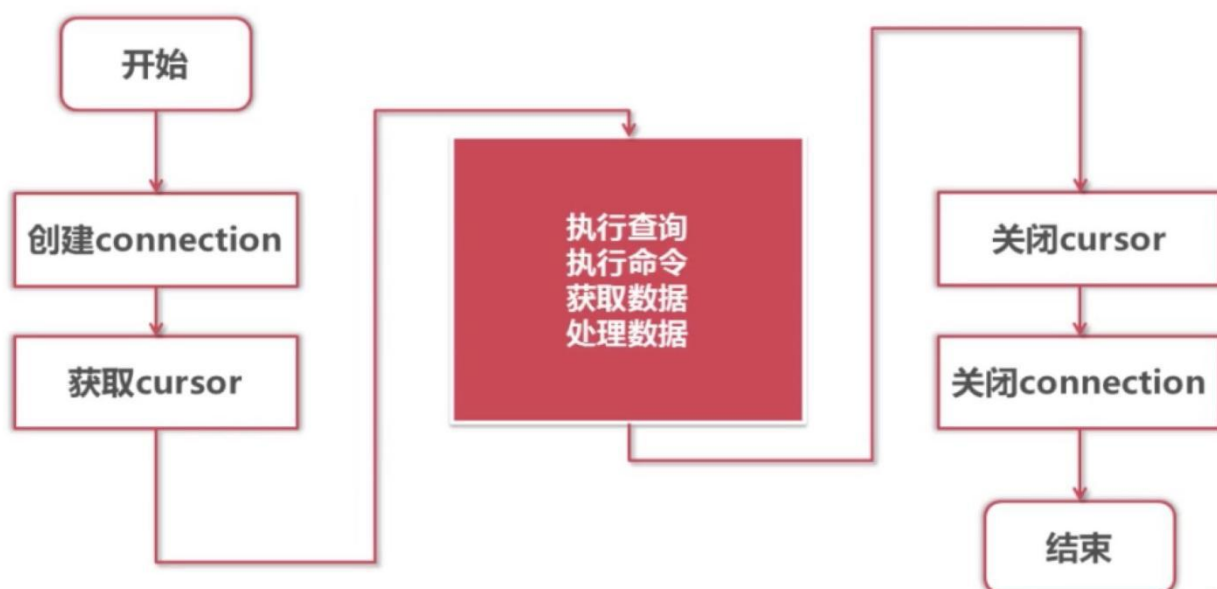 开始
创建connection
获取cursor
执行查询
执行命令
获取数据
处理数据
关闭cursor
关闭connection
结束